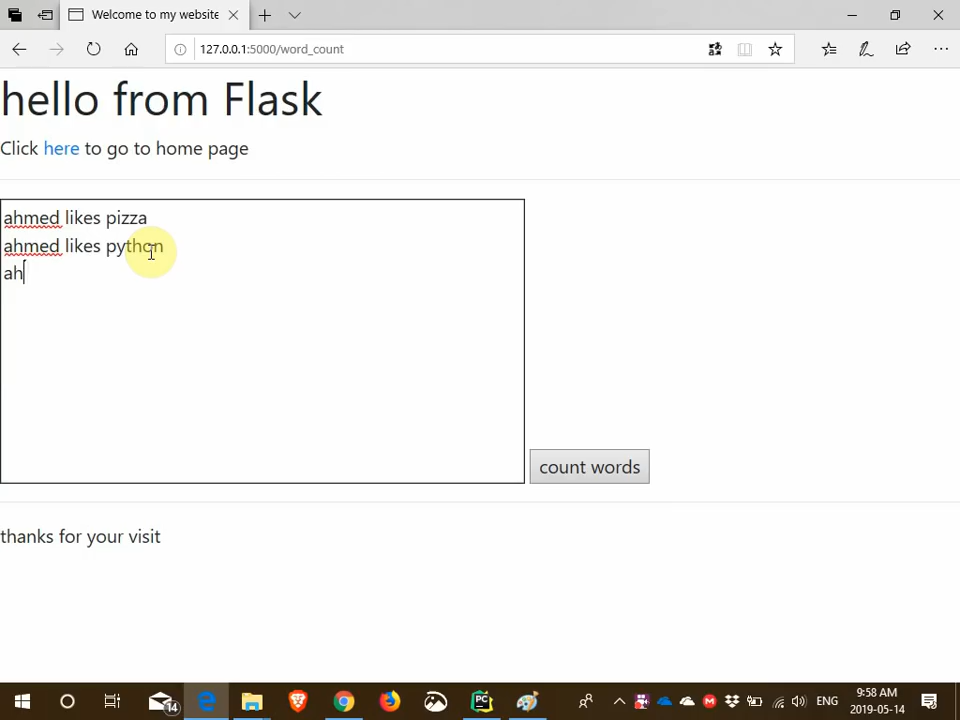 Welcome to my website
127.0.0.1:5000/word_count
hello from Flask
Click here to go to home page
ahmed likes pizza
ahmed likes python
ah
count words
thanks for your visit
14
ENG
9:58 AM
2019-05-14